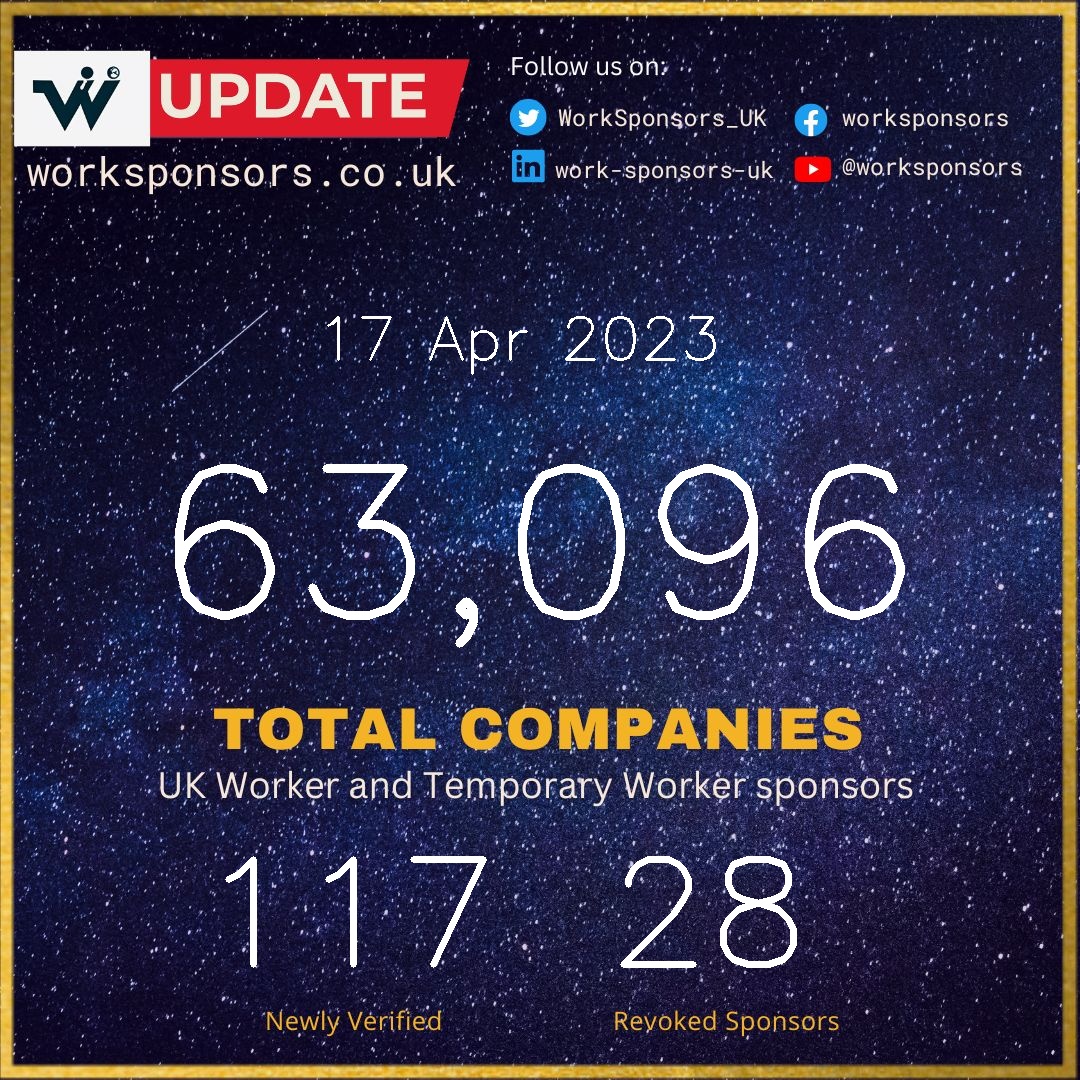 UPDATE
worksponsors.co.uk
Follow us on:
WorkSponsors_UK
worksponsors
work-sponsors-uk
@worksponsors
17 Apr 2023
63,096
TOTAL COMPANIES
UK Worker and Temporary Worker sponsors
117 28
Newly Verified Revoked Sponsors